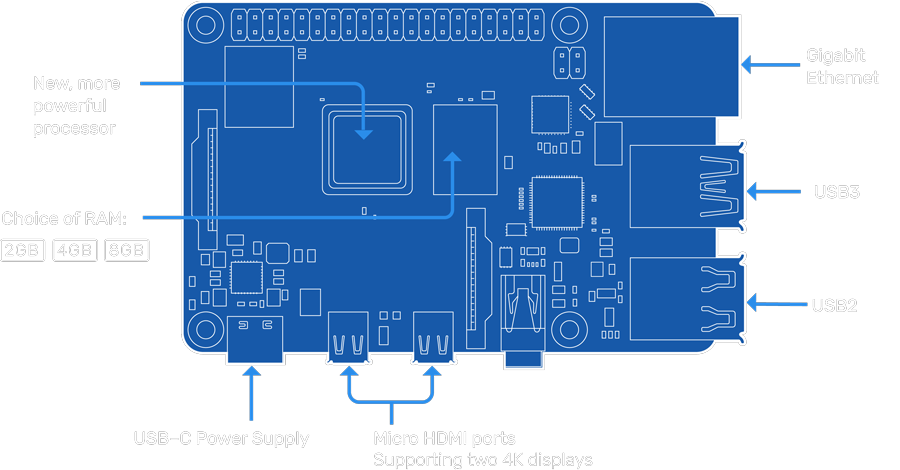 Gigabit
Ethernet
New, more
powerful
processor
USB3
Choice of RAM:
2GB 4GB 8GB
USB2
USB-C Power Supply
Micro HDMI ports
Supporting two 4K displays